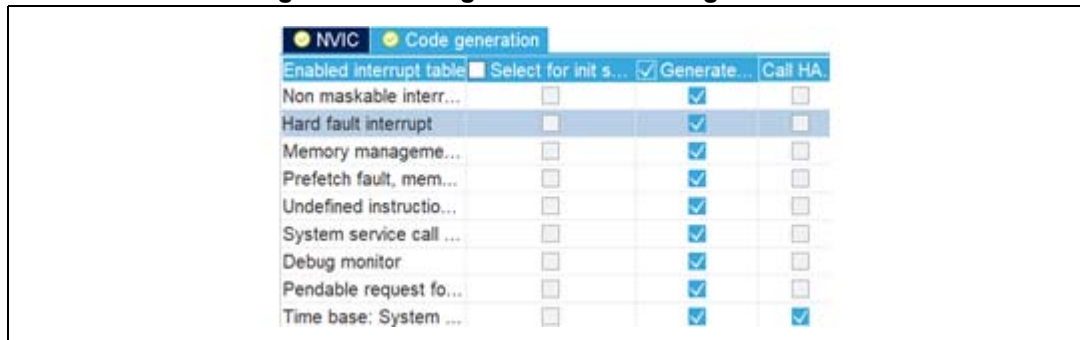 NVIC Code generation
Enabled interrupt table Select for init s... Generate... Call HA.
Non maskable interr...
Hard fault interrupt
Memory manageme...
Prefetch fault, mem...
Undefined instructio...
System service call ...
Debug monitor
Pendable request fo...
Time base: System ...